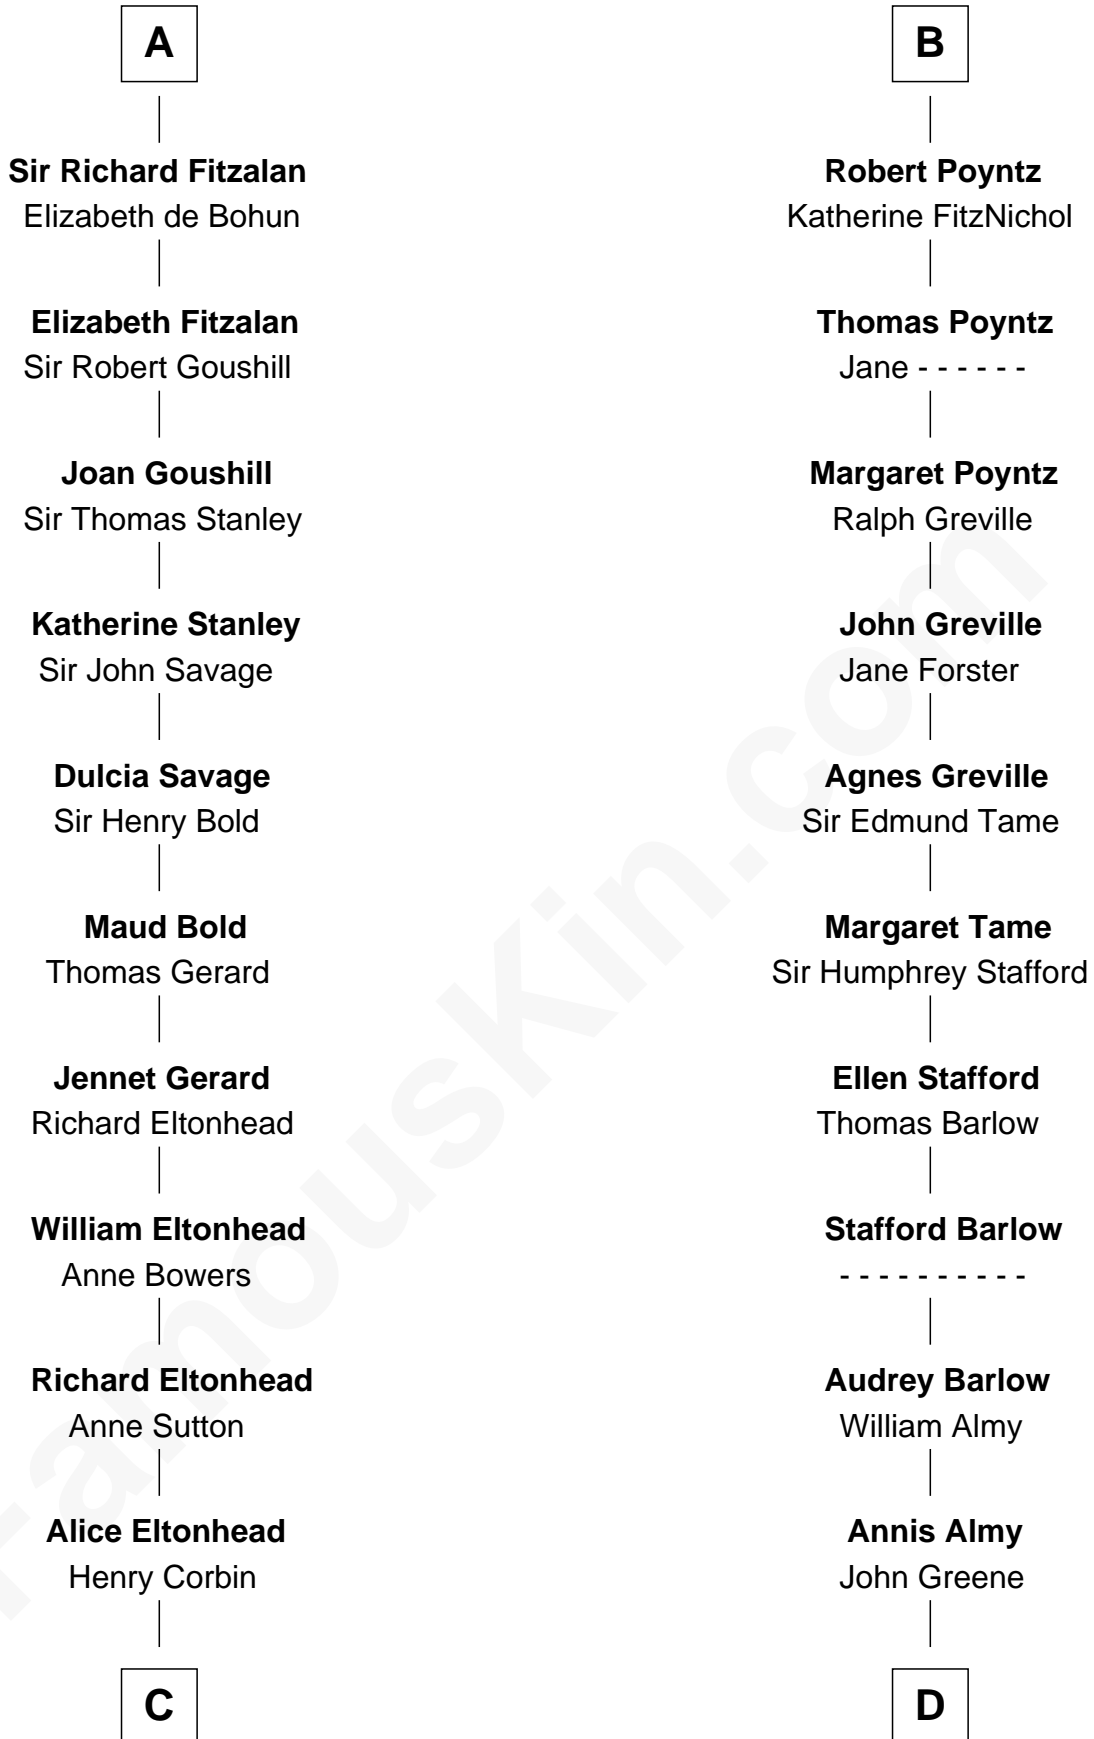 A
Sir Richard Fitzalan
Elizabeth de Bohun
Elizabeth Fitzalan
Sir Robert Goushill
Joan Goushill
Sir Thomas Stanley
Katherine Stanley
Sir John Savage
Dulcia Savage
Sir Henry Bold
Maud Bold
Thomas Gerard
Jennet Gerard
Richard Eltonhead
William Eltonhead
Anne Bowers
Richard Eltonhead
Anne Sutton
Alice Eltonhead
Henry Corbin
C
B
Robert Poyntz
Katherine FitzNichol
Thomas Poyntz
Jane - - - - - -
Margaret Poyntz
Ralph Greville
John Greville
Jane Forster
Agnes Greville
Sir Edmund Tame
Margaret Tame
Sir Humphrey Stafford
Ellen Stafford
Thomas Barlow
Stafford Barlow
- - - - - - - - - -
Audrey Barlow
William Almy
Annis Almy
John Greene
D
FamousKin.com